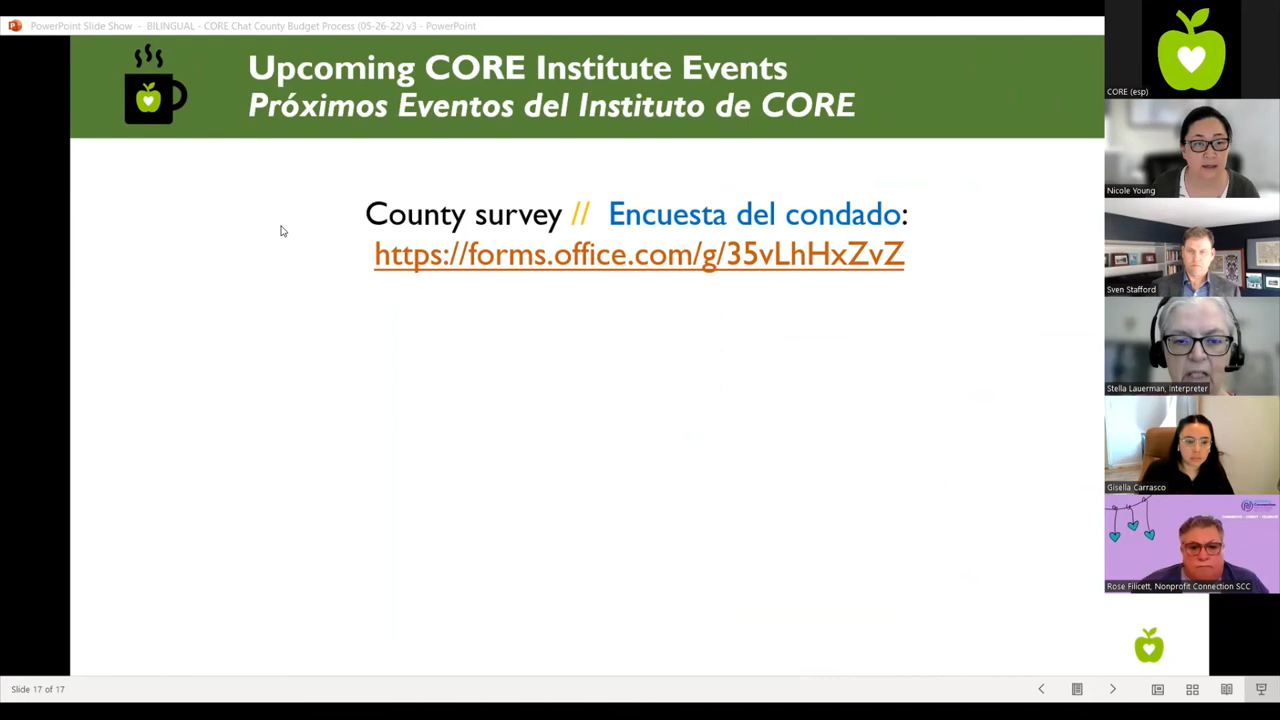 PowerPoint Slide Show - BILINGUAL - CORE Chat County Budget Process (05-26-22) v3 - PowerPoint
Upcoming CORE Institute Events
Próximos Eventos del Instituto de CORE
County survey // Encuesta del condado:
https://forms.office.com/g/35vLhHxZvZ
CORE (esp)
Nicole Young
Sven Stafford
Stella Lauerman, interpreter
Gisella Carrasco
Rose Filicett, Nonprofit Connection SCC
Slide 17 of 17